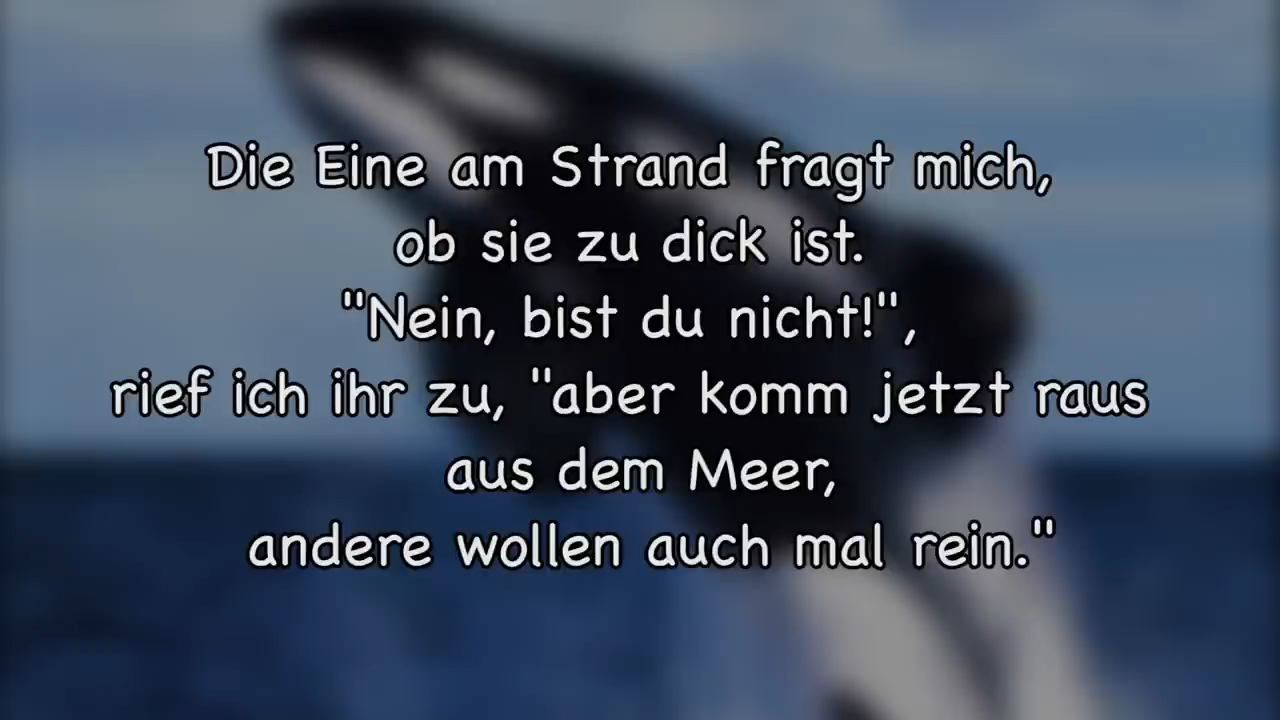 Die Eine am Strand fragt mich,
ob sie zu dick ist.
"Nein, bist du nicht!",
rief ich ihr zu, "aber komm jetzt raus
aus dem Meer,
andere wollen auch mal rein."